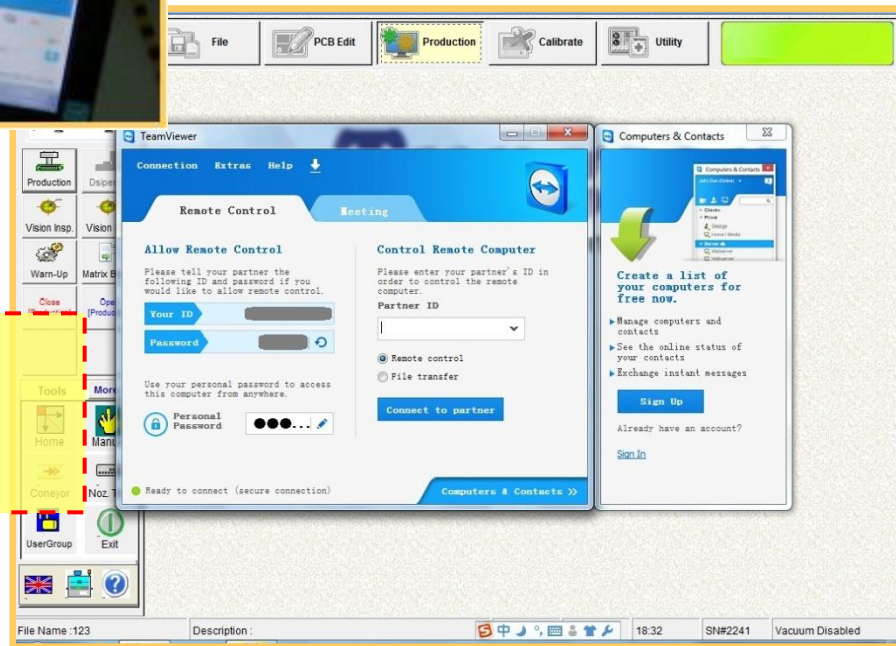 File
PCB Edit
Production
Calibrate
Utility
TeamViewer
Computers & Contacts
Connection Extras Help
Remote Control
Meeting
Production
Vision Insp.
Vision
Warn-Up
Close
Tools
More
Home
Conveyor
Noz.
UserGroup
Exit
Allow Remote Control
Please tell your partner the
following ID and password if you
would like to allow remote control.
Your ID
Password
Use your personal password to access
this computer from anywhere.
Personal
Password
Ready to connect (secure connection)
Control Remote Computer
Please enter your partner's ID in
order to control the remote
computer.
Partner ID
Remote control
File transfer
Connect to partner
Computers & Contacts >>
Computers & Contacts
Create a list of
your computers for
free now.
Manage computers and
contacts
See the online status of
your contacts
Exchange instant messages
Sign Up
Already have an account?
Sign In
File Name :123
Description :
中
18:32
SN#2241
Vacuum Disabled